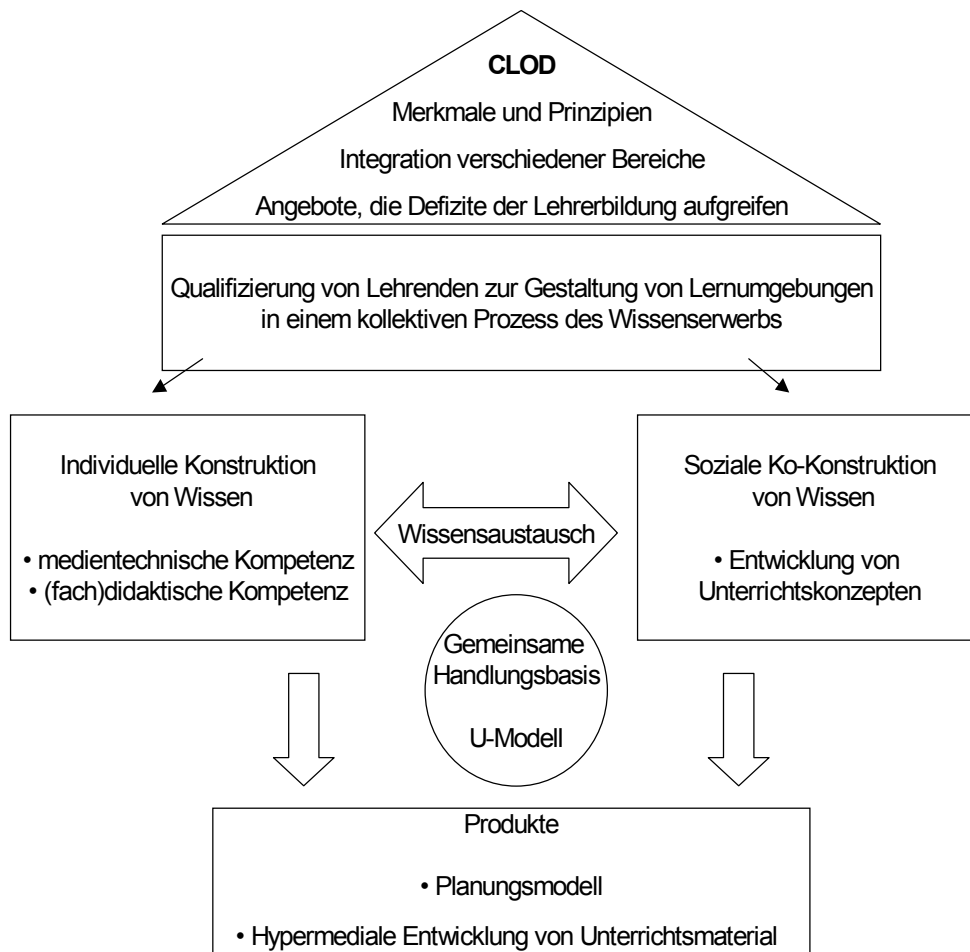 CLOD
Merkmale und Prinzipien
Integration verschiedener Bereiche
Angebote, die Defizite der Lehrerbildung aufgreifen
Qualifizierung von Lehrenden zur Gestaltung von Lernumgebungen
in einem kollektiven Prozess des Wissenserwerbs
Individuelle Konstruktion
von Wissen
• medientechnische Kompetenz
• (fach)didaktische Kompetenz
Wissensaustausch
Soziale Ko-Konstruktion
von Wissen
• Entwicklung von
Unterrichtskonzepten
Gemeinsame
Handlungsbasis
U-Modell
Produkte
• Planungsmodell
• Hypermediale Entwicklung von Unterrichtsmaterial